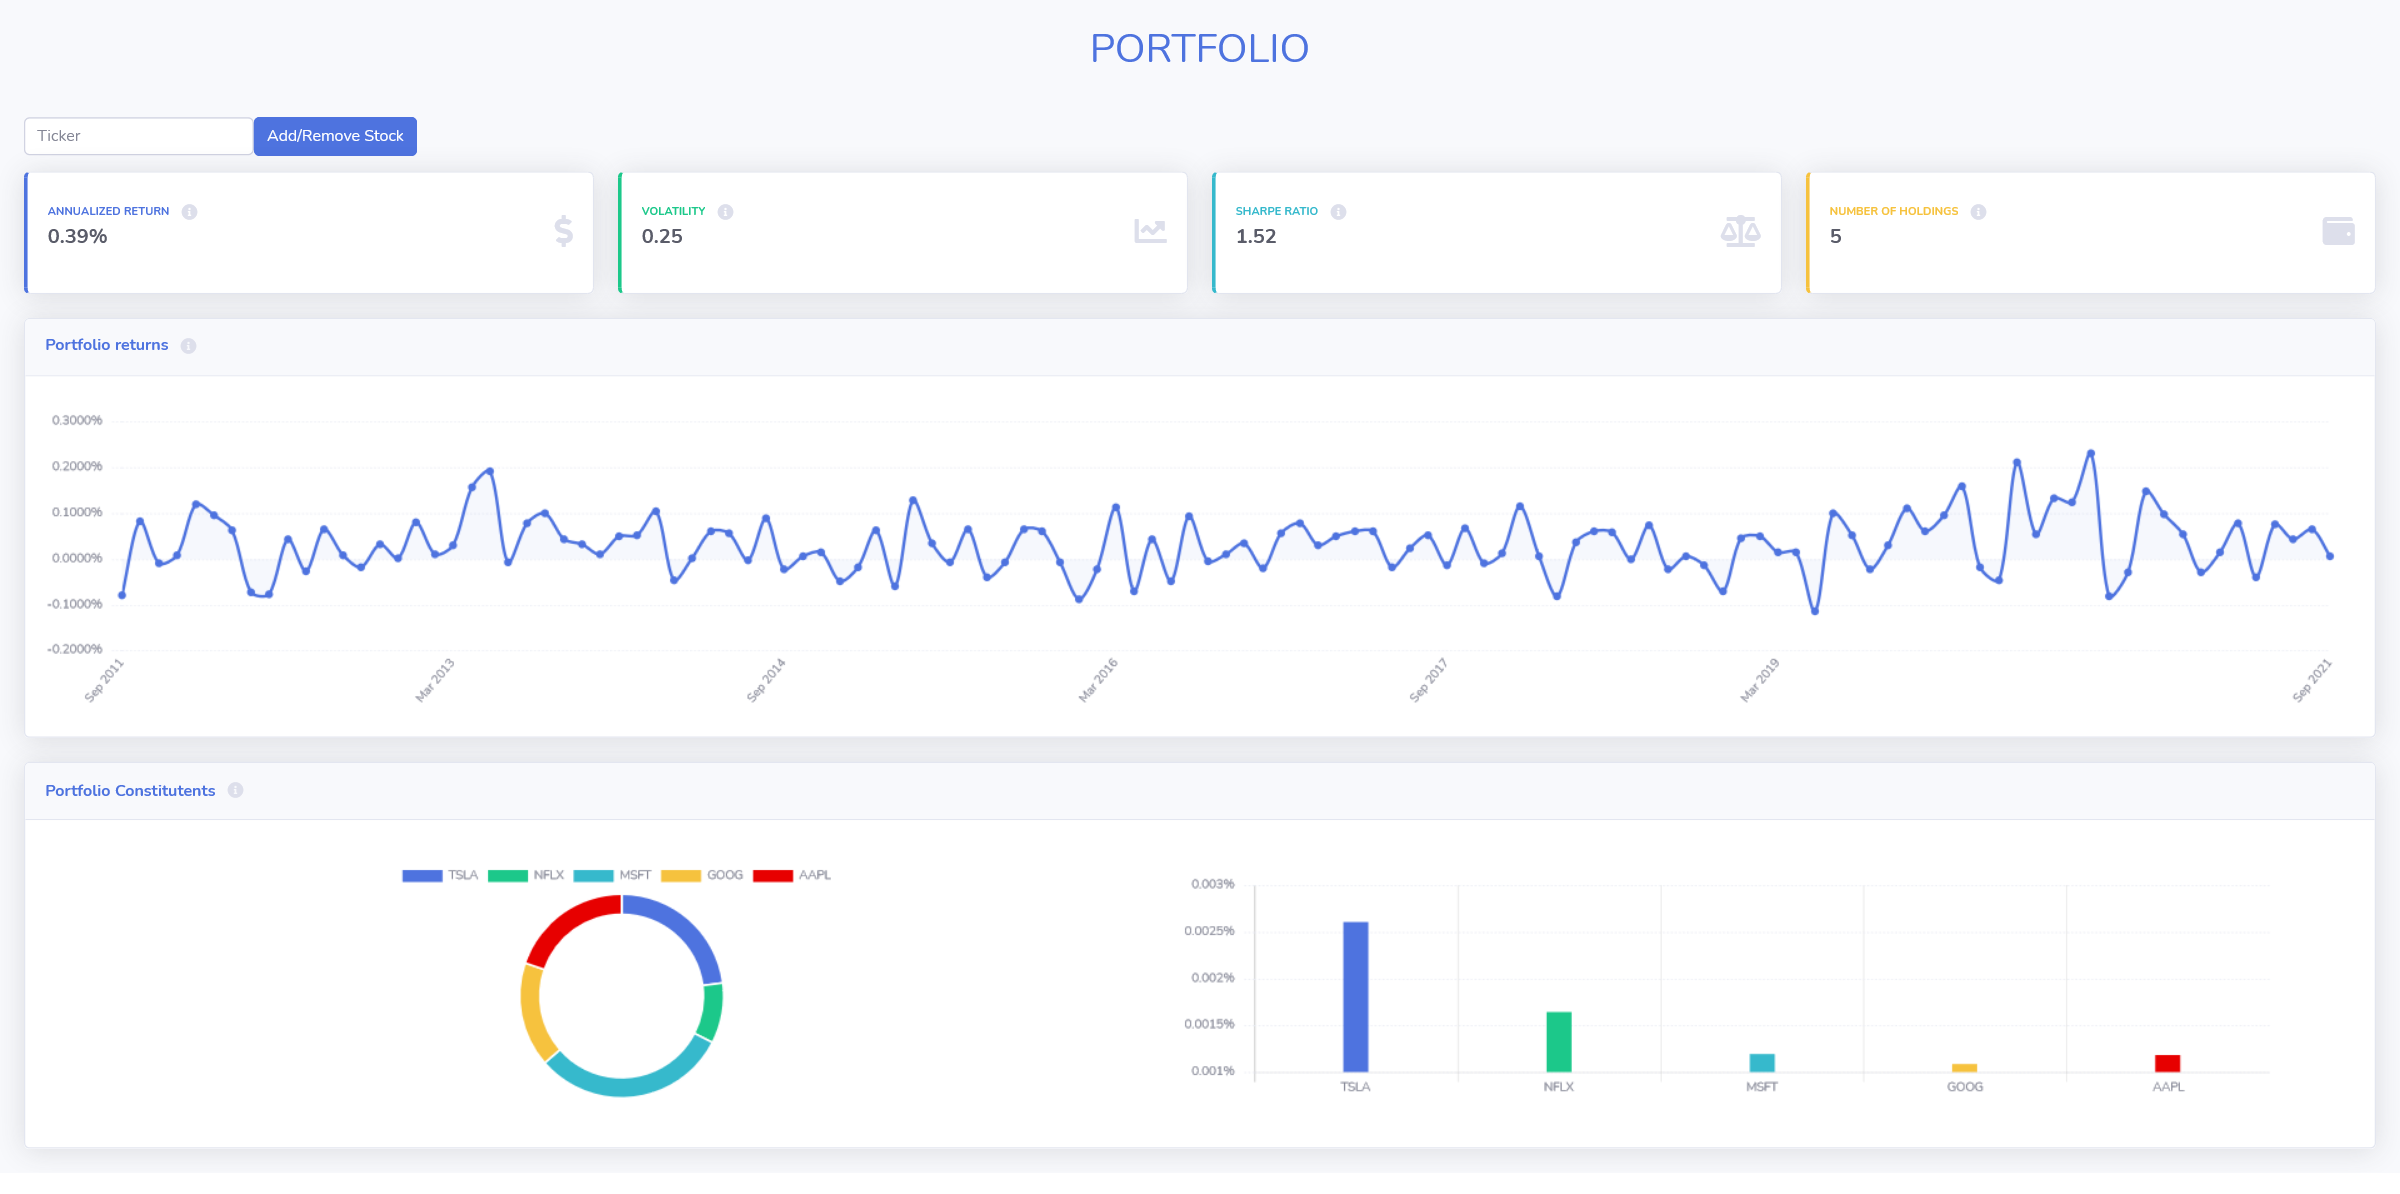 PORTFOLIO
Ticker
Add/Remove Stock
ANNUALIZED RETURN
0.39%
VOLATILITY
0.25
SHARPE RATIO
1.52
NUMBER OF HOLDINGS
5
Portfolio returns
0.3000%
0.2000%
0.1000%
0.0000%
-0.1000%
-0.2000%
Sep 2011
Mar 2013
Sep 2014
Mar 2016
Sep 2017
Mar 2019
Sep 2021
Portfolio Constitutents
TSLA NFLX MSFT GOOG AAPL
0.003%
0.0025%
0.002%
0.0015%
0.001%
TSLA NFLX MSFT GOOG AAPL